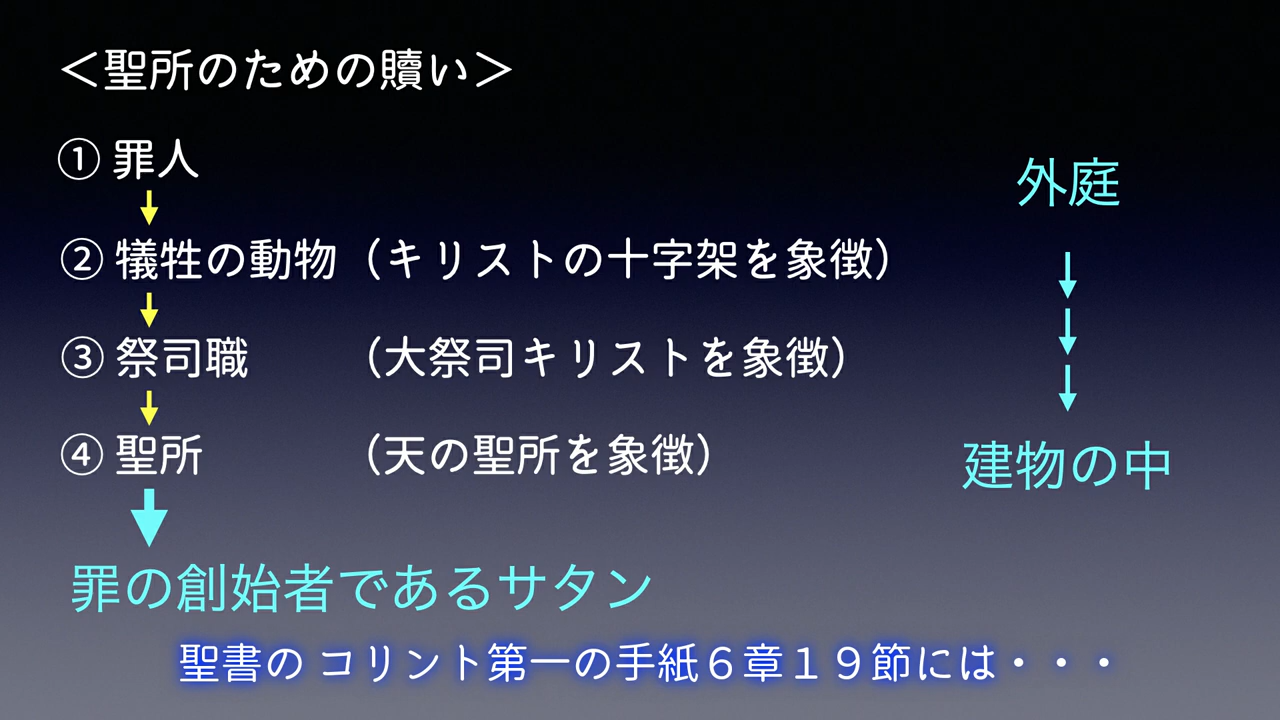 ＜聖所のための贖い＞
① 罪人
② 犠牲の動物（キリストの十字架を象徴）
③ 祭司職　　　（大祭司キリストを象徴）
④ 聖所　　　　（天の聖所を象徴）
罪の創始者であるサタン
外庭
建物の中
聖書の コリント第一の手紙６章１９節には・・・